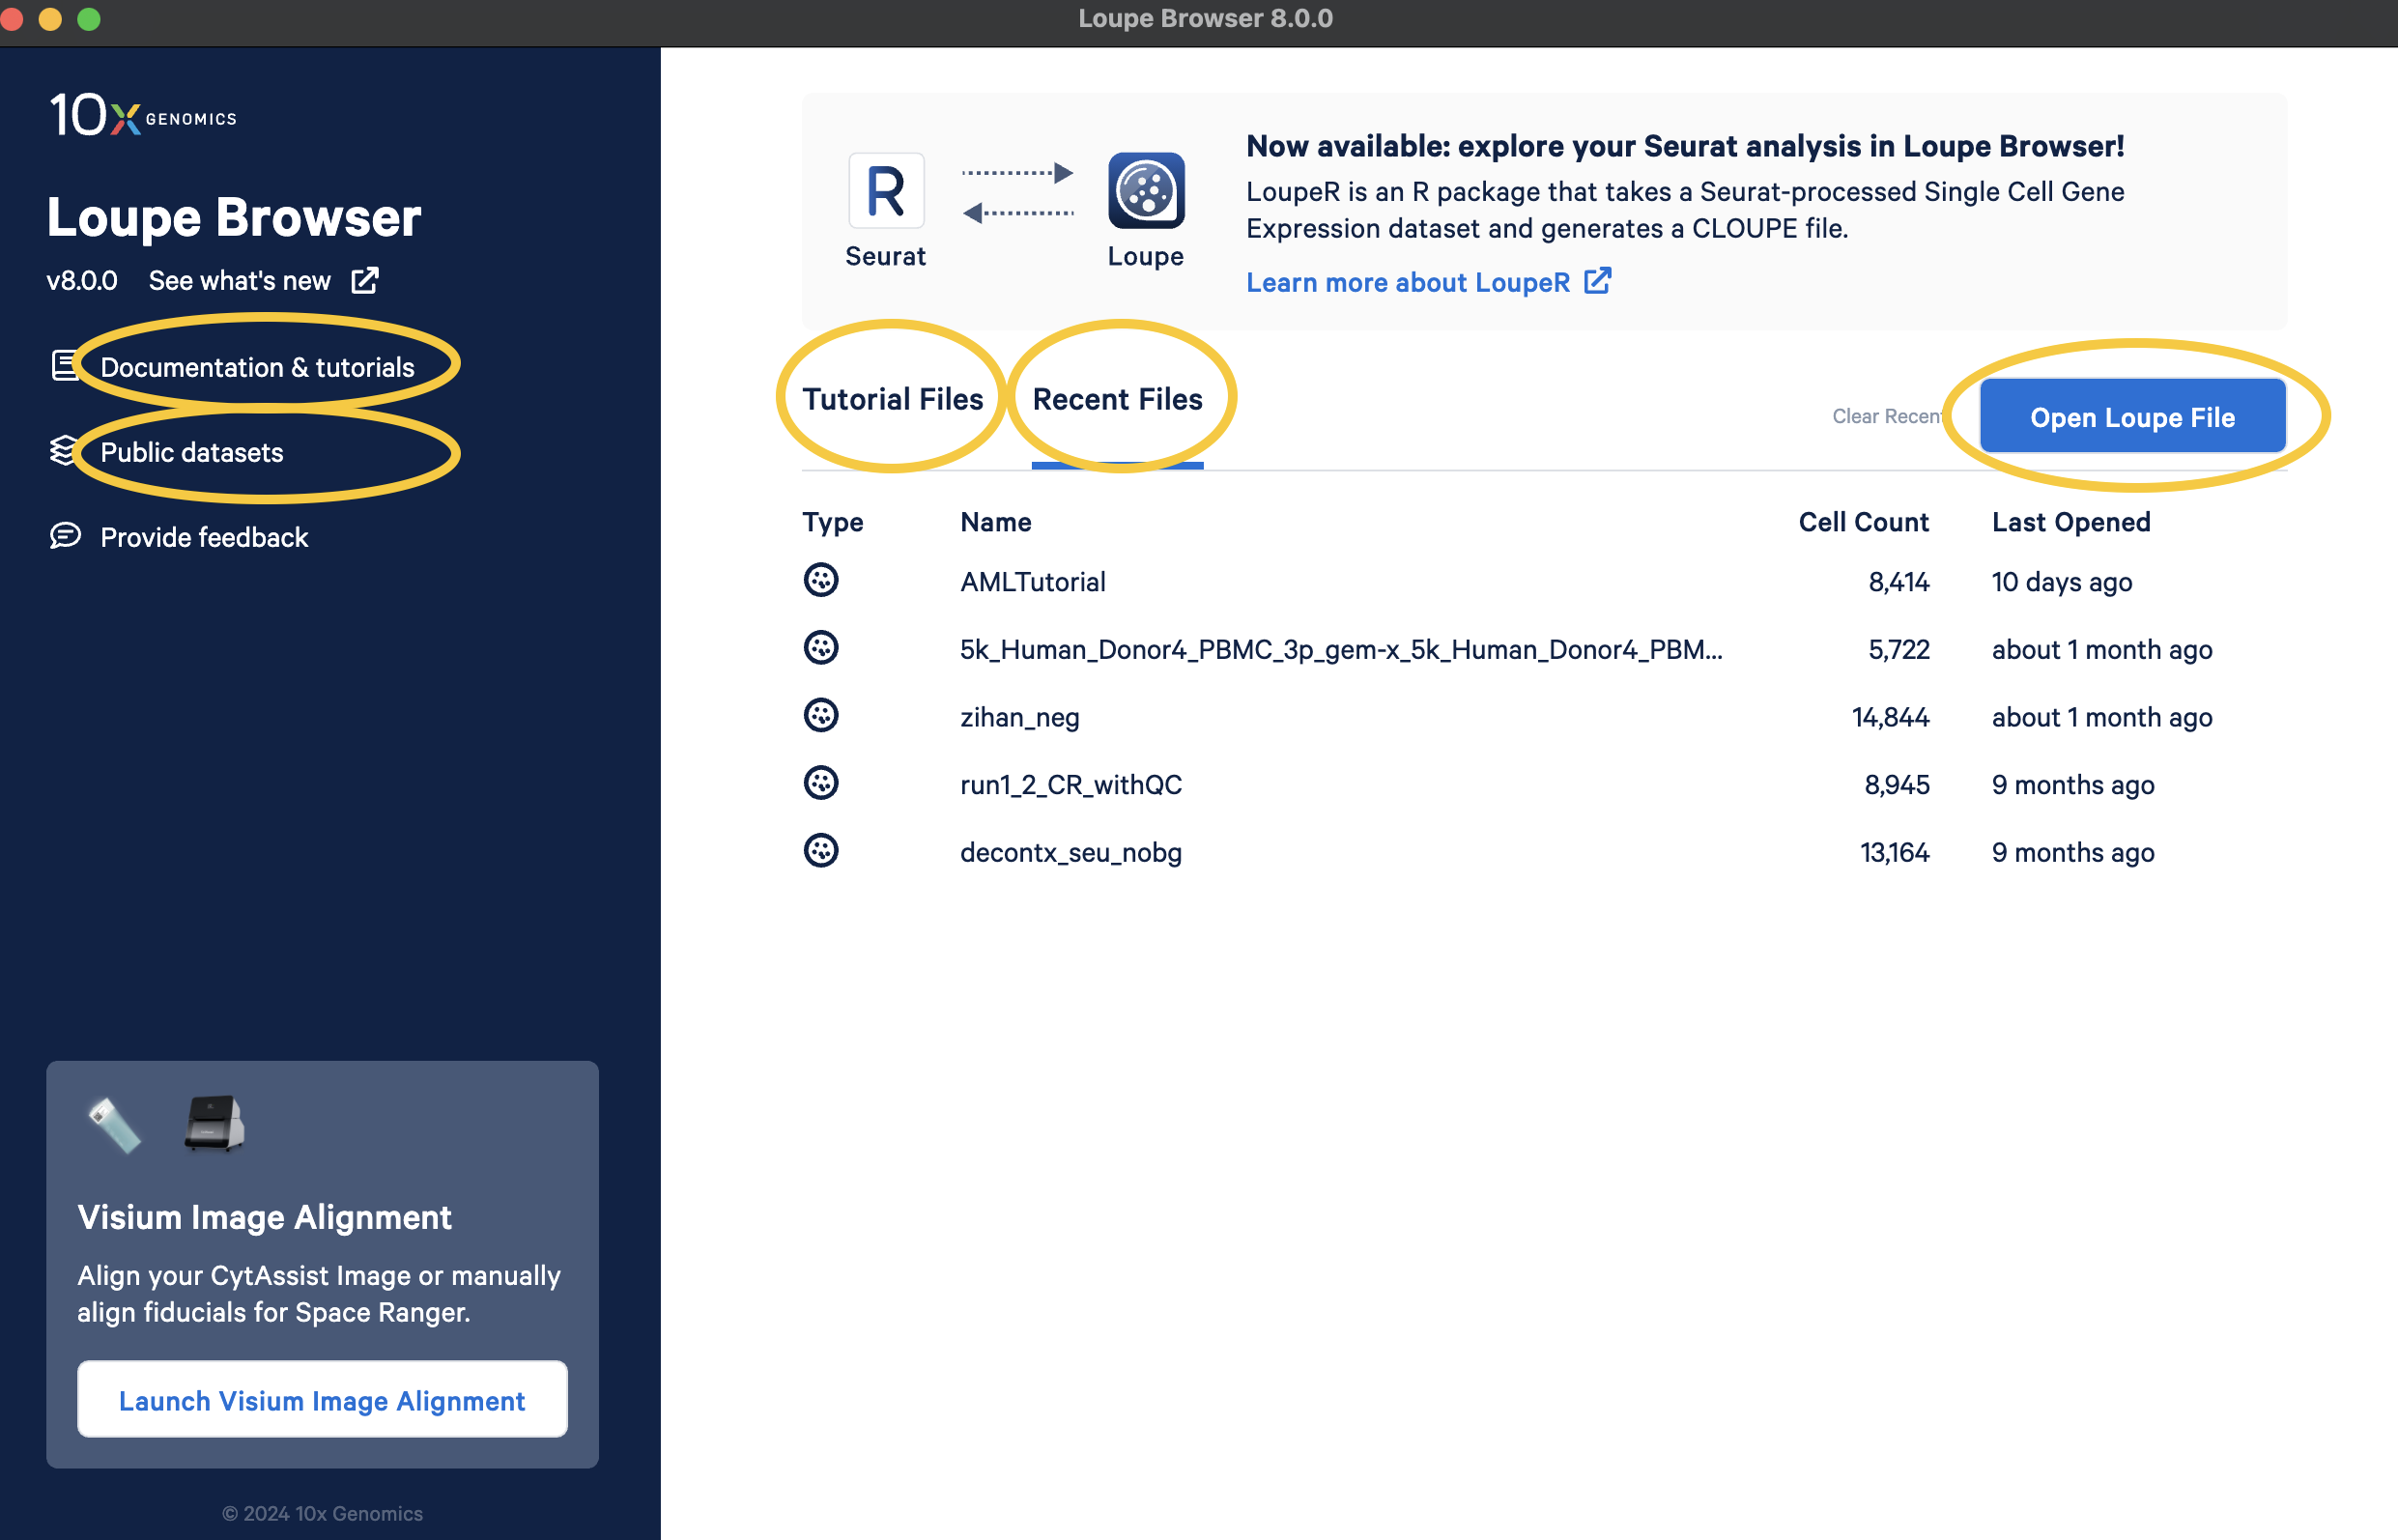 Loupe Browser 8.0.0
10x GENOMICS
Loupe Browser
v8.0.0 See what's new
Documentation & tutorials
Public datasets
Provide feedback
Visium Image Alignment
Align your CytAssist Image or manually
align fiducials for Space Ranger.
Launch Visium Image Alignment
© 2024 10x Genomics
R
Seurat
Loupe
Now available: explore your Seurat analysis in Loupe Browser!
LoupeR is an R package that takes a Seurat-processed Single Cell Gene
Expression dataset and generates a CLOUPE file.
Learn more about LoupeR
Tutorial Files Recent Files Clear Recent Open Loupe File
Type Name Cell Count Last Opened
AMLTutorial 8,414 10 days ago
5k_Human_Donor4_PBMC_3p_gem-x_5k_Human_Donor4_PBM... 5,722 about 1 month ago
zihan_neg 14,844 about 1 month ago
run1_2_CR_withQC 8,945 9 months ago
decontx_seu_nobg 13,164 9 months ago